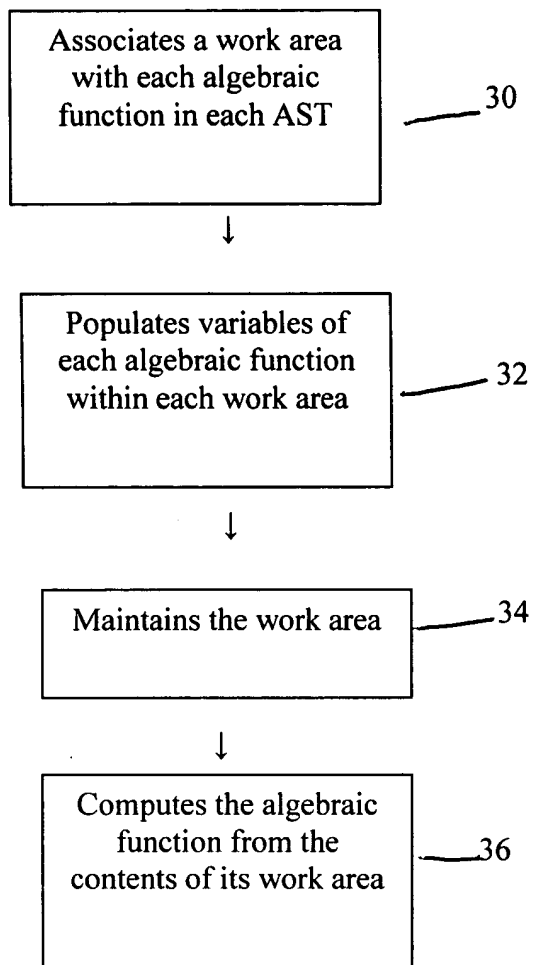 Associates a work area
with each algebraic
function in each AST
30
↓
Populates variables of
each algebraic function
within each work area
32
↓
Maintains the work area
34
↓
Computes the algebraic
function from the
contents of its work area
36